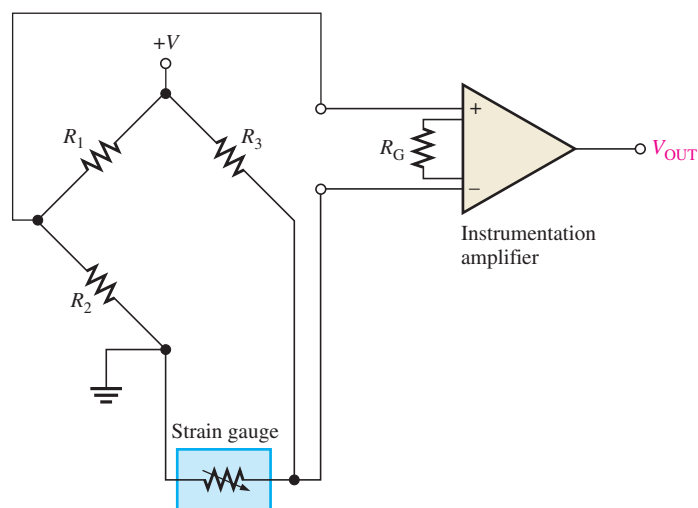 +V
R1
R3
R2
+
RG
−
VOUT
Instrumentation
amplifier
Strain gauge